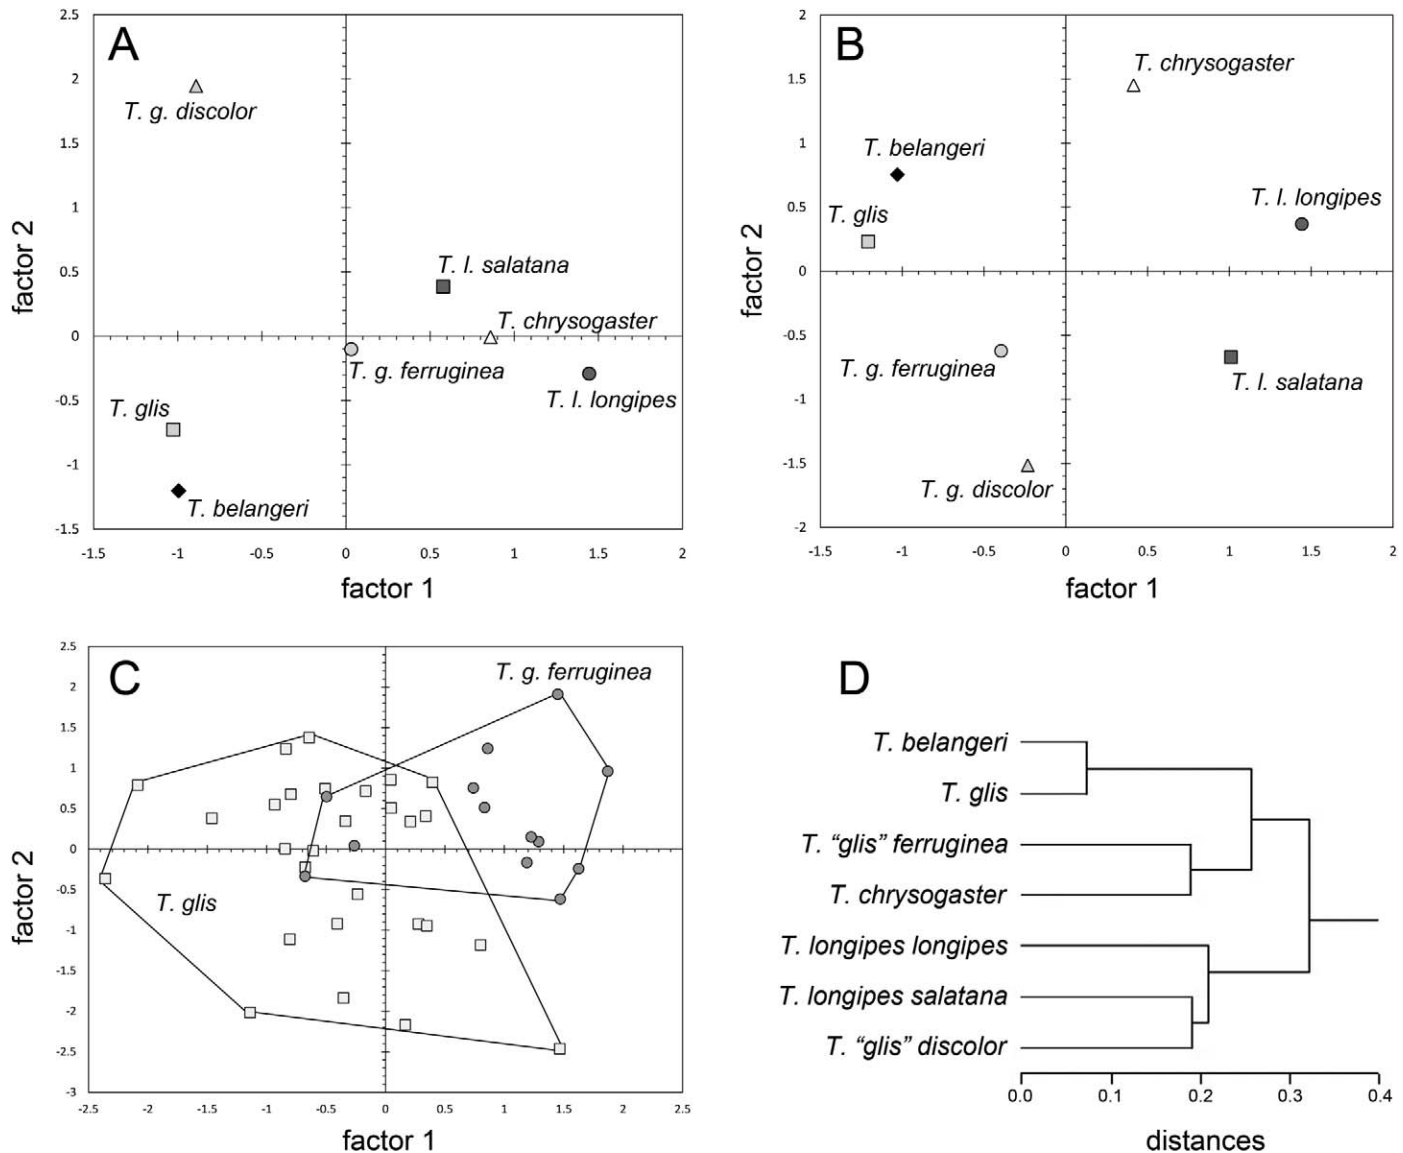 A
2.5
2
1.5
1
0.5
0
-0.5
-1
-1.5
factor 2
T. g. discolor
T. l. salatana
T. chrysogaster
T. g. ferruginea
T. l. longipes
T. glis
T. belangeri
-1.5 -1 -0.5 0 0.5 1 1.5 2
factor 1
B
2
1.5
1
0.5
0
-0.5
-1
-1.5
-2
factor 2
T. chrysogaster
T. belangeri
T. l. longipes
T. glis
T. g. ferruginea
T. l. salatana
T. g. discolor
-1.5 -1 -0.5 0 0.5 1 1.5 2
factor 1
C
2.5
2
1.5
1
0.5
0
-0.5
-1
-1.5
-2
-2.5
-3
factor 2
T. g. ferruginea
T. glis
-2.5 -2 -1.5 -1 -0.5 0 0.5 1 1.5 2 2.5
factor 1
D
T. belangeri
T. glis
T. “glis” ferruginea
T. chrysogaster
T. longipes longipes
T. longipes salatana
T. “glis” discolor
0.0 0.1 0.2 0.3 0.4
distances